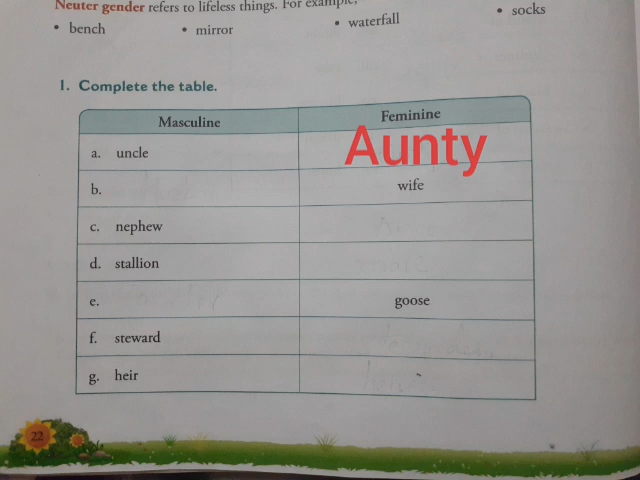 Neuter gender refers to lifeless things. For example,
• bench • mirror • waterfall • socks
1. Complete the table.
Masculine Feminine
a. uncle Aunty
b. wife
c. nephew
d. stallion
e. goose
f. steward
g. heir
22